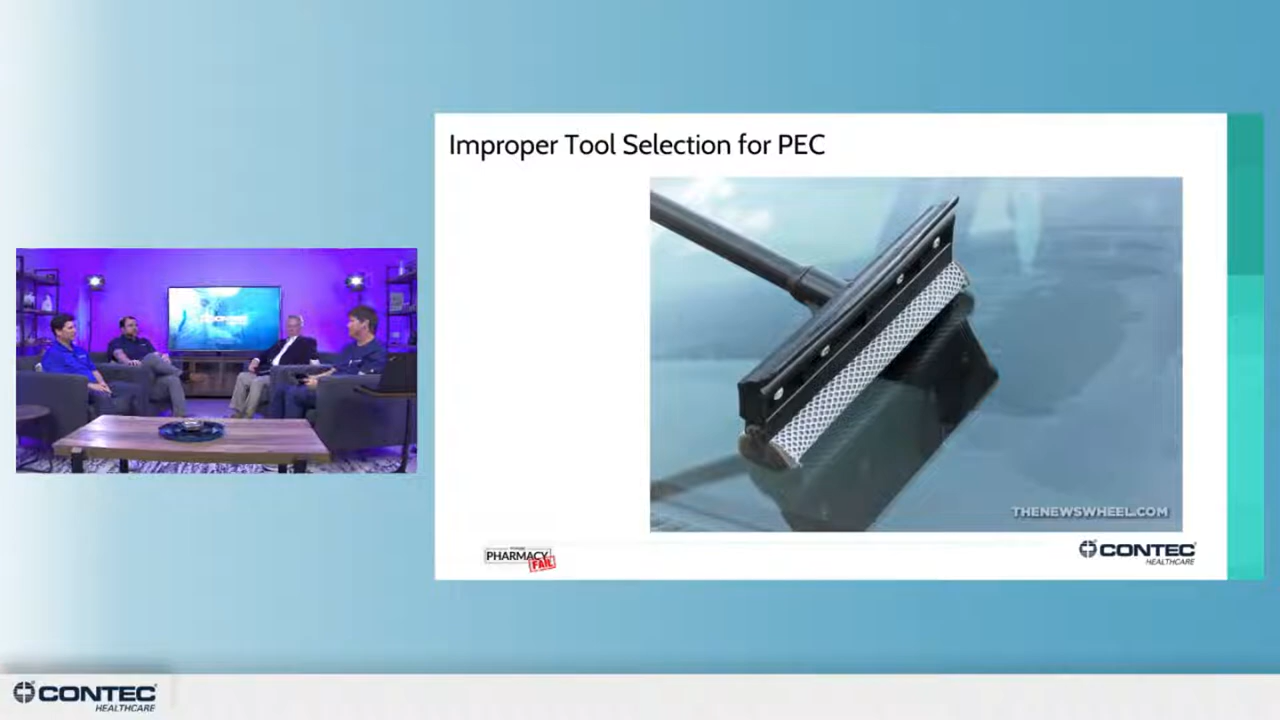 Improper Tool Selection for PEC
THENEWSWHEEL.COM
PHARMACY
FAIL
CONTEC
HEALTHCARE
CONTEC
HEALTHCARE